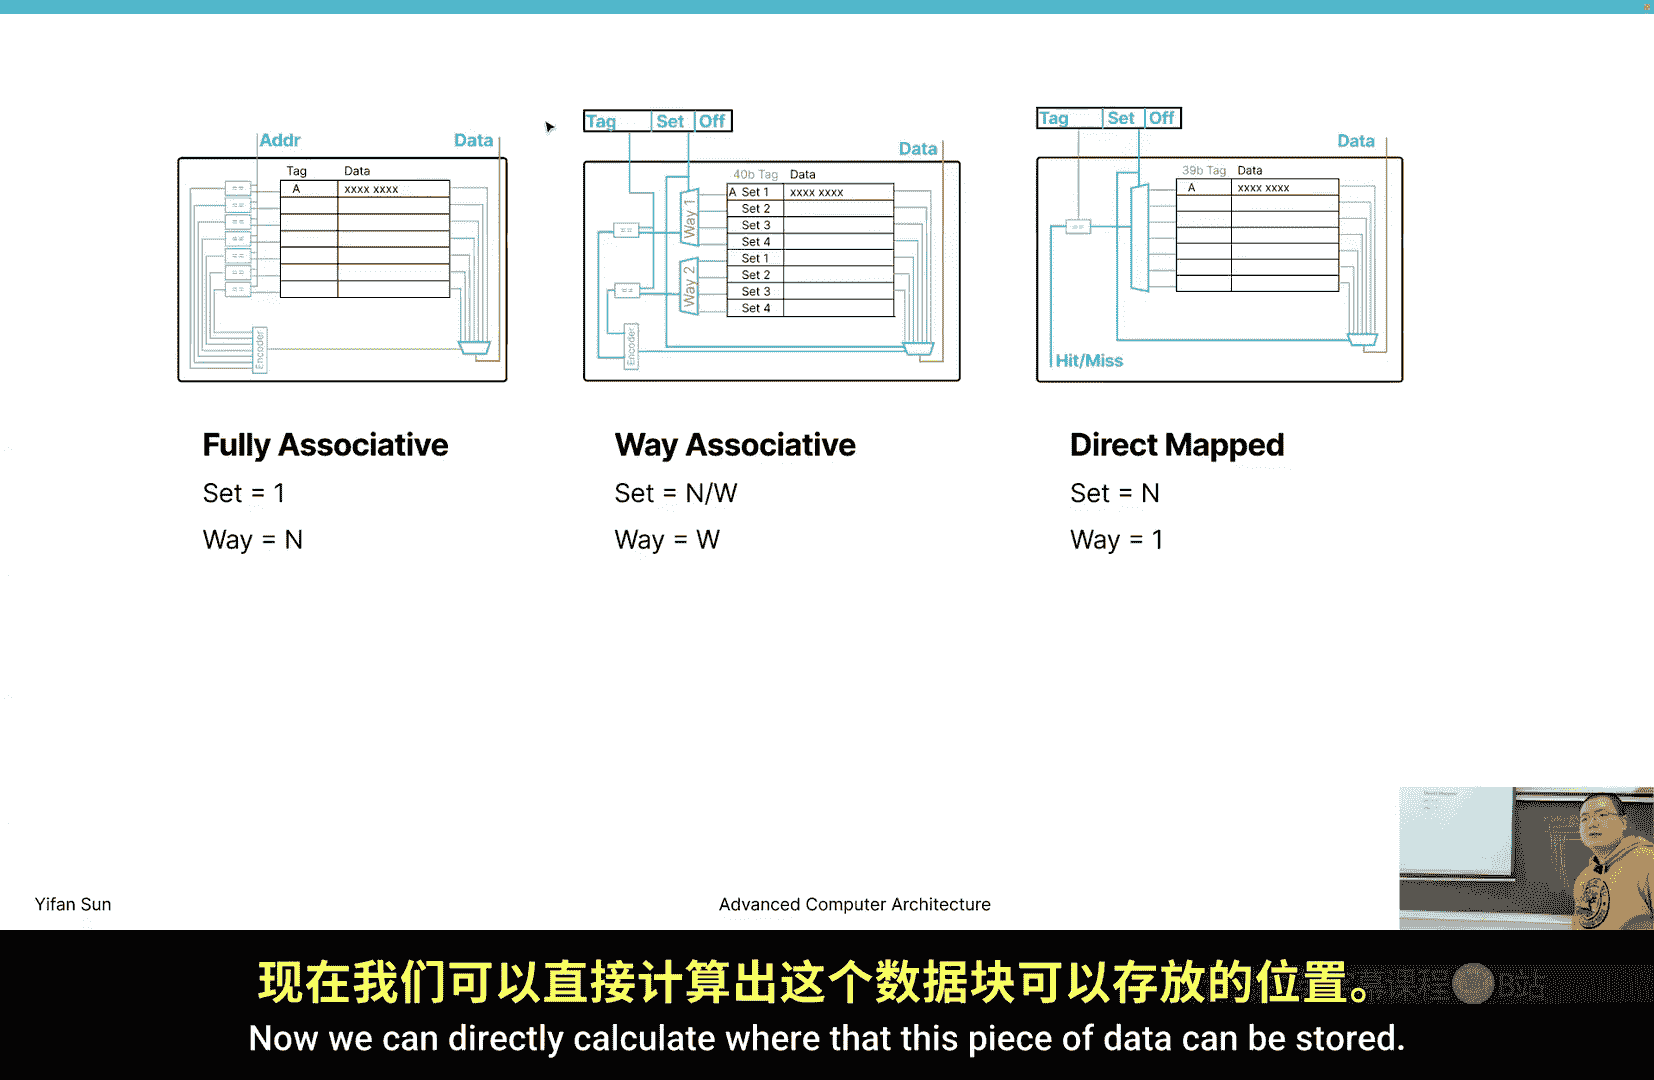 Addr
Data
Tag Data
A xxxx xxxx
==
==
==
==
==
==
==
Encoder
Fully Associative
Set = 1
Way = N
Tag Set Off
Data
40b Tag Data
A Set 1 xxxx xxxx
Set 2
Set 3
Set 4
Set 1
Set 2
Set 3
Set 4
Way 1
Way 2
==
==
Encoder
Way Associative
Set = N/W
Way = W
Tag Set Off
Data
39b Tag Data
A xxxx xxxx
==
Hit/Miss
Direct Mapped
Set = N
Way = 1
Yifan Sun
Advanced Computer Architecture
现在我们可以直接计算出这个数据块可以存放的位置。
Now we can directly calculate where that this piece of data can be stored.